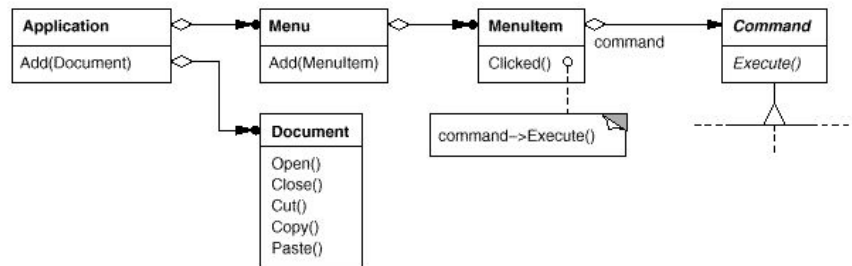 Application
Add(Document)
Menu
Add(MenuItem)
MenuItem
Clicked()
command
Command
Execute()
command->Execute()
Document
Open()
Close()
Cut()
Copy()
Paste()